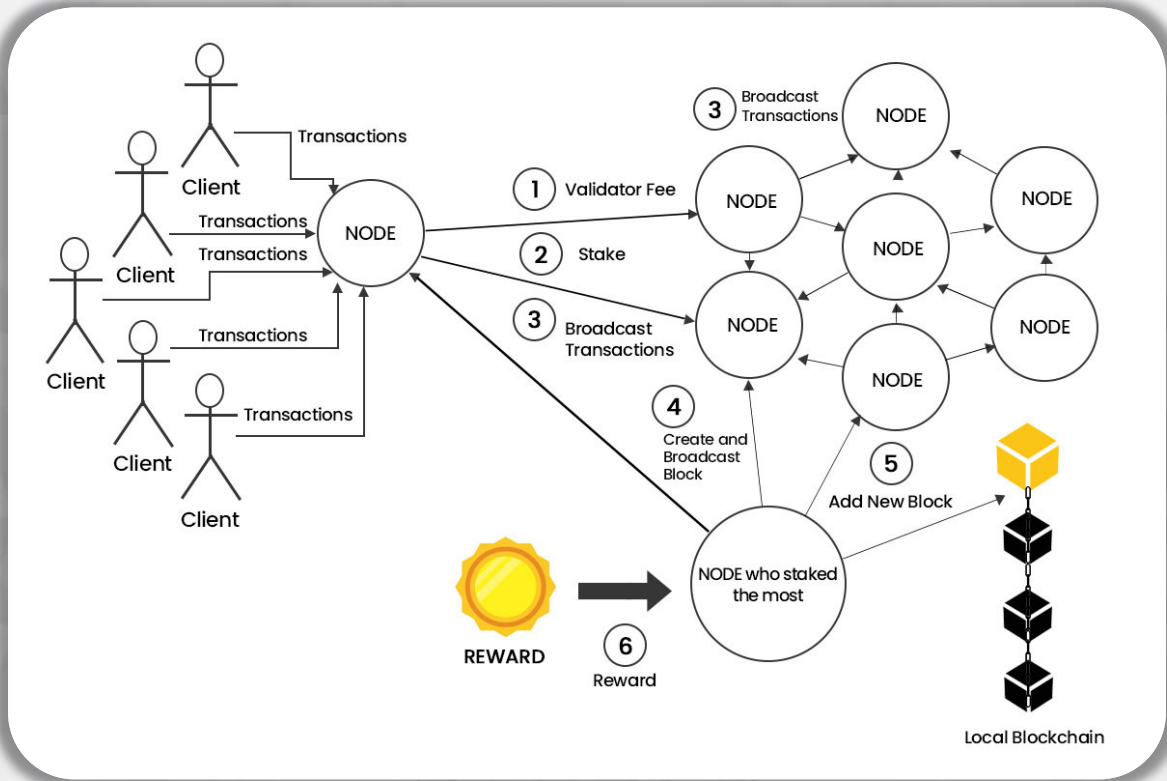 Transactions
Client
Transactions
Client
Transactions
Client
Transactions
Client
Transactions
Client
NODE
1 Validator Fee
2 Stake
3 Broadcast
Transactions
3 Broadcast
Transactions
NODE
NODE
NODE
NODE
NODE
NODE
NODE
4
Create and
Broadcast
Block
5
Add New Block
NODE who staked
the most
REWARD
6
Reward
Local Blockchain